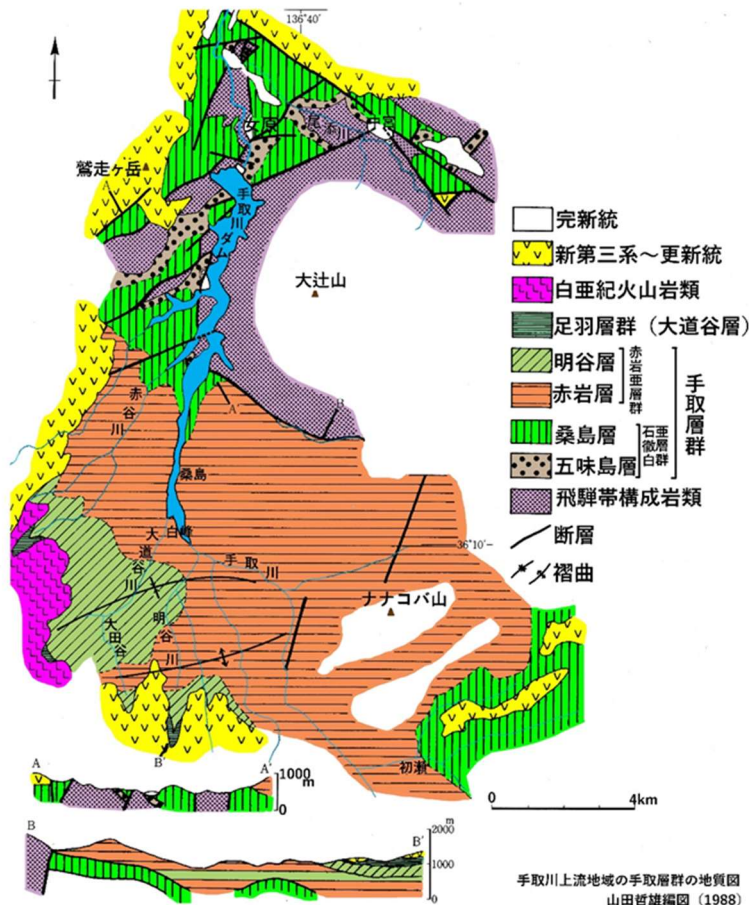 136°40'
女原
尾添川
中宮
鷲走ヶ岳
A
手取川ダム
大辻山
赤谷川
A'
B
桑島
白峰
36°10'
大道谷川
手取川
ナナコバ山
大田谷
明谷川
B'
初瀬
完新統
新第三系～更新統
白亜紀火山岩類
足羽層群（大道谷層）
明谷層
赤岩層
赤岩亜層群
桑島層
五味島層
石徹白亜層群
手取層群
飛騨帯構成岩類
断層
褶曲
A A'
1000m
0
0 4km
B B'
m
2000
1000
0
手取川上流地域の手取層群の地質図
山田哲雄編図（1988）